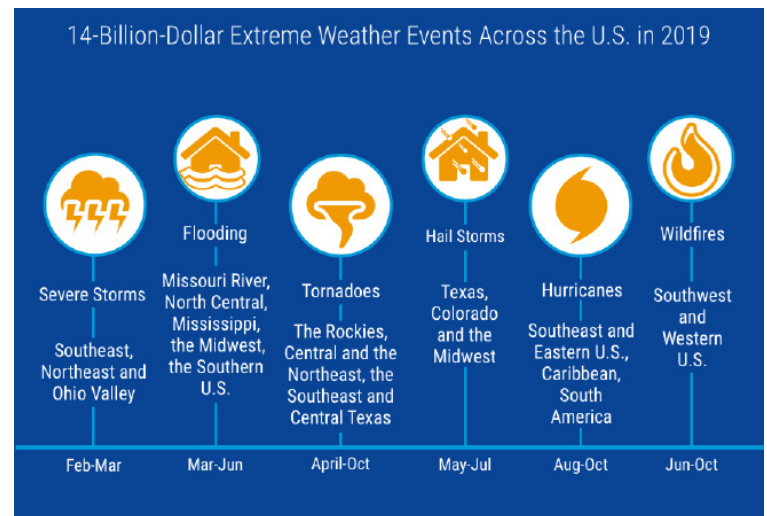 14-Billion-Dollar Extreme Weather Events Across the U.S. in 2019
Severe Storms
Southeast,
Northeast and
Ohio Valley
Feb-Mar
Flooding
Missouri River,
North Central,
Mississippi,
the Midwest,
the Southern
U.S.
Mar-Jun
Tornadoes
The Rockies,
Central and the
Northeast, the
Southeast and
Central Texas
April-Oct
Hail Storms
Texas,
Colorado
and the
Midwest
May-Jul
Hurricanes
Southeast and
Eastern U.S.,
Caribbean,
South
America
Aug-Oct
Wildfires
Southwest
and
Western
U.S.
Jun-Oct